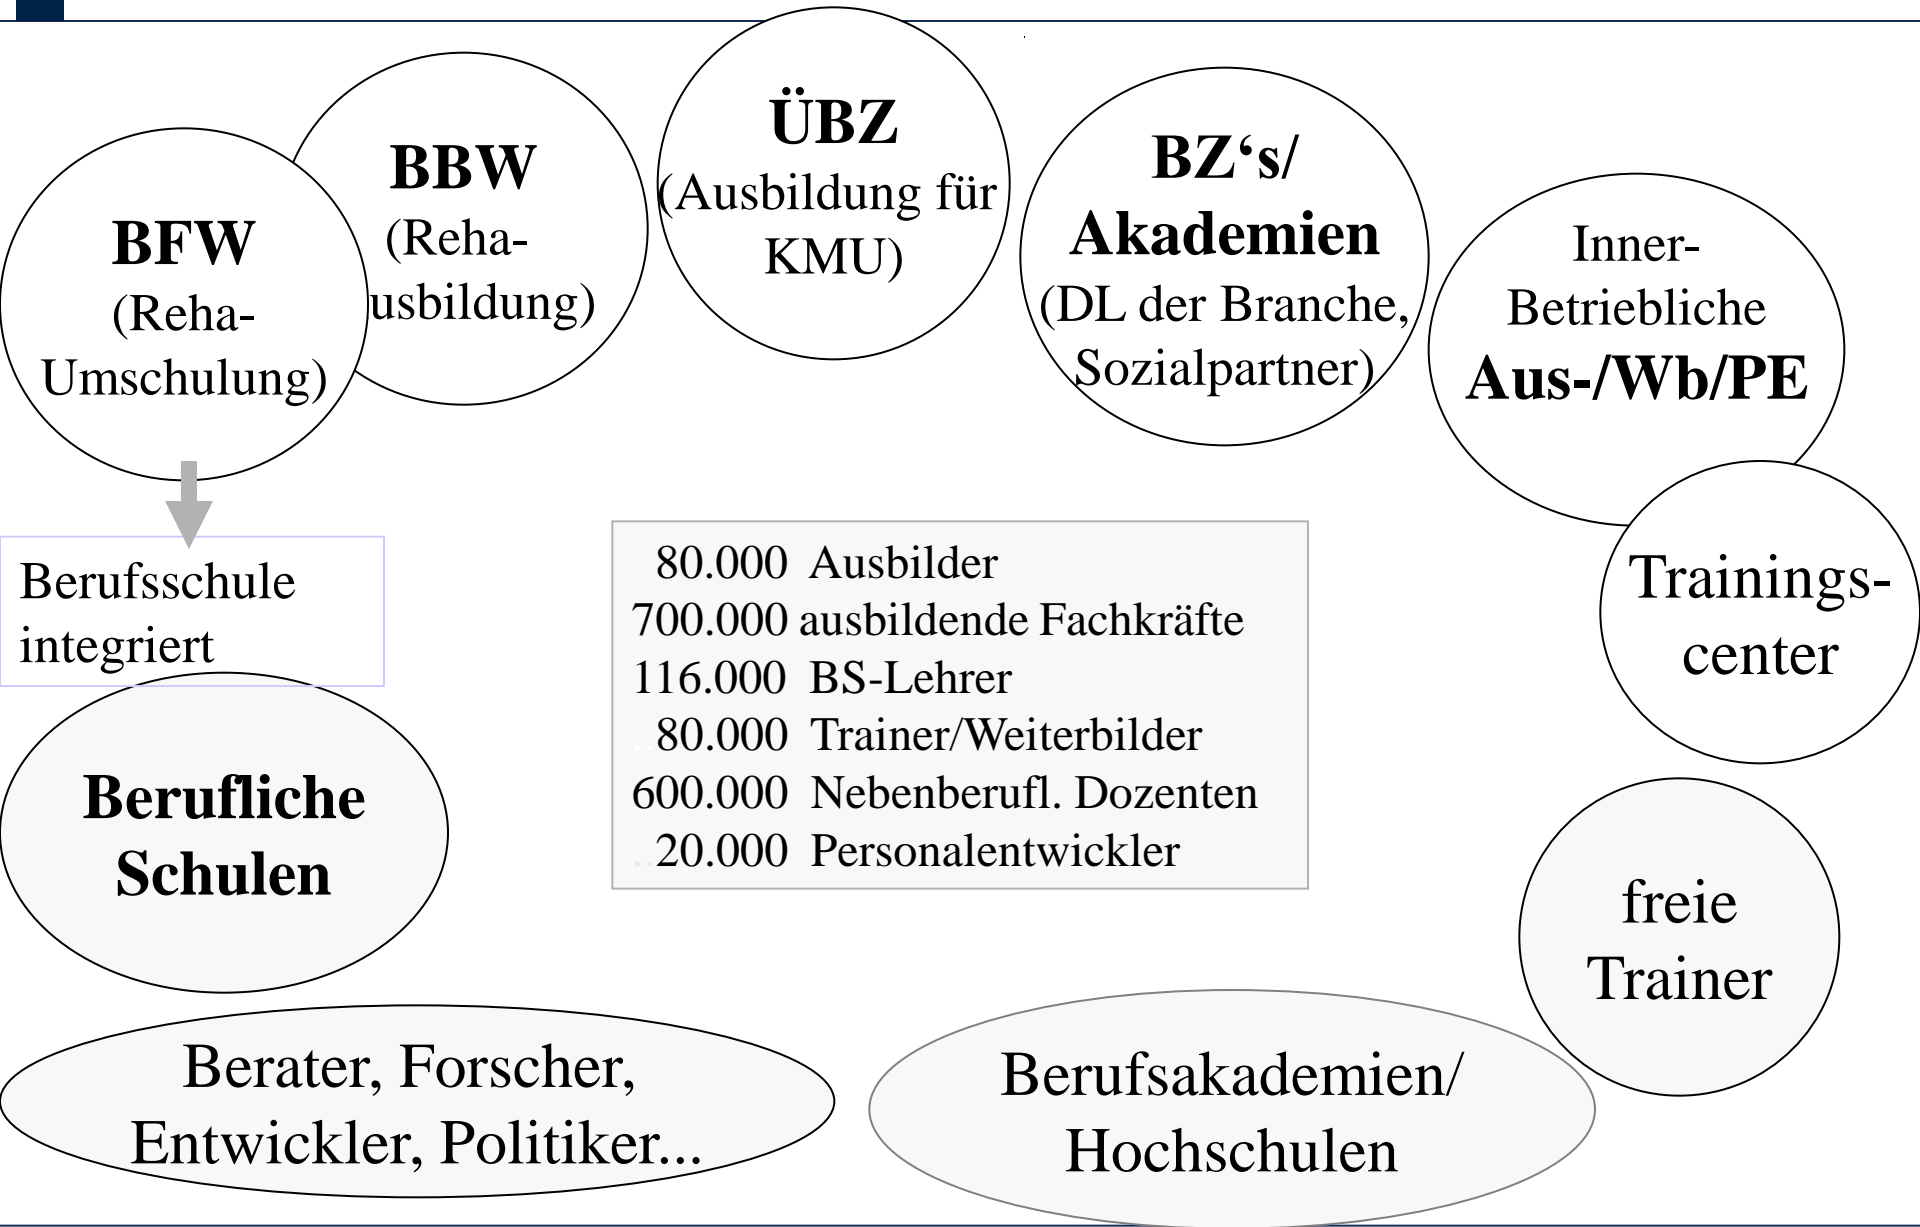 BFW
(Reha-
Umschulung)
BBW
(Reha-
usbildung)
ÜBZ
(Ausbildung für
KMU)
BZ‘s/
Akademien
(DL der Branche,
Sozialpartner)
Inner-
Betriebliche
Aus-/Wb/PE
Trainings-
center
freie
Trainer
Berufsschule
integriert
80.000 Ausbilder
700.000 ausbildende Fachkräfte
116.000 BS-Lehrer
..80.000 Trainer/Weiterbilder
600.000 Nebenberufl. Dozenten
..20.000 Personalentwickler
Berufliche
Schulen
Berater, Forscher,
Entwickler, Politiker...
Berufsakademien/
Hochschulen